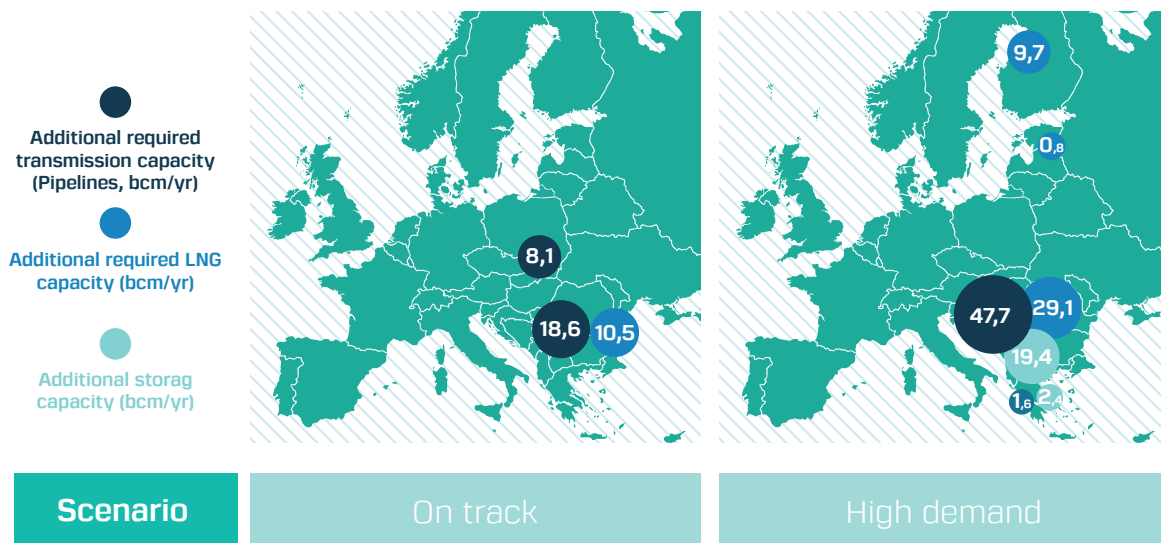 Additional required
transmission capacity
(Pipelines, bcm/yr)
Additional required LNG
capacity (bcm/yr)
Additional storag
capacity (bcm/yr)
8,1
18,6
10,5
9,7
0,8
47,7
29,1
19,4
1,6
2,4
Scenario
On track
High demand